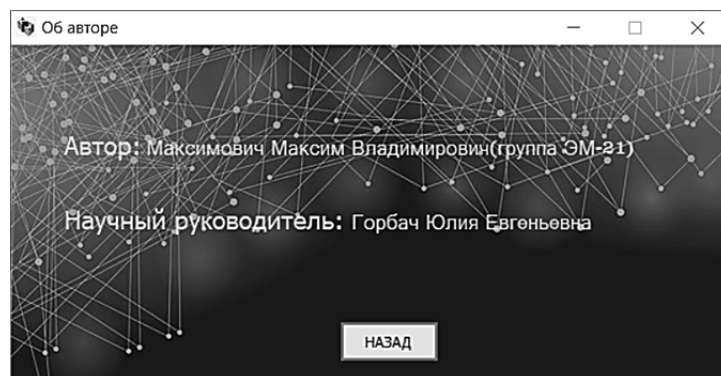 Об авторе
Автор: Максимович Максим Владимирович(группа ЭМ-21)
Научный руководитель: Горбач Юлия Евгеньевна
НАЗАД